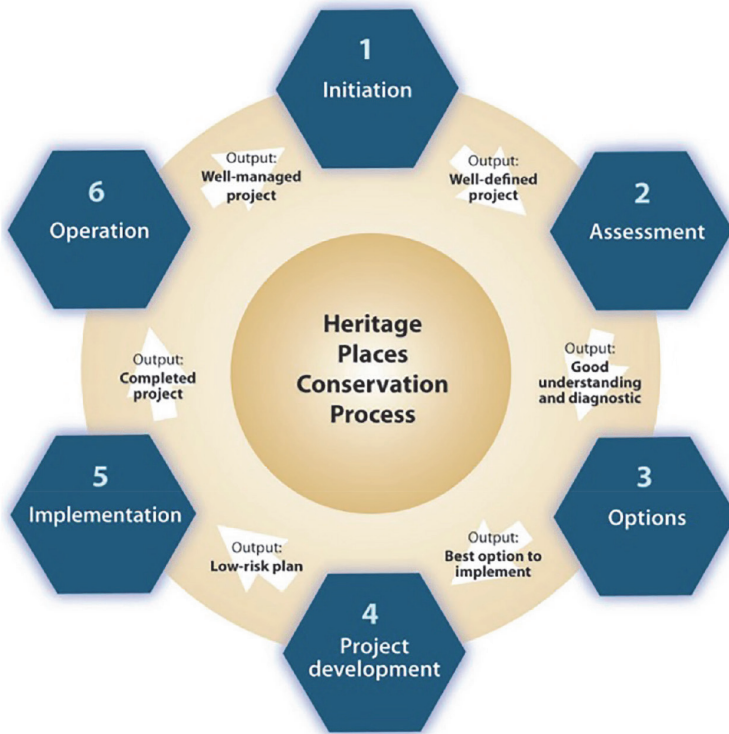 1
Initiation
Output:
Well-defined
project
2
Assessment
Output:
Good
understanding
and diagnostic
3
Options
Output:
Best option to
implement
4
Project
development
Output:
Low-risk plan
5
Implementation
Output:
Completed
project
6
Operation
Output:
Well-managed
project
Heritage
Places
Conservation
Process